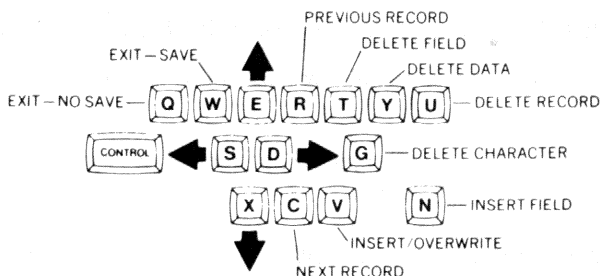 PREVIOUS RECORD
DELETE FIELD
EXIT – SAVE
DELETE DATA
EXIT – NO SAVE Q W E R T Y U DELETE RECORD
CONTROL S D G DELETE CHARACTER
X C V N INSERT FIELD
INSERT/OVERWRITE
NEXT RECORD